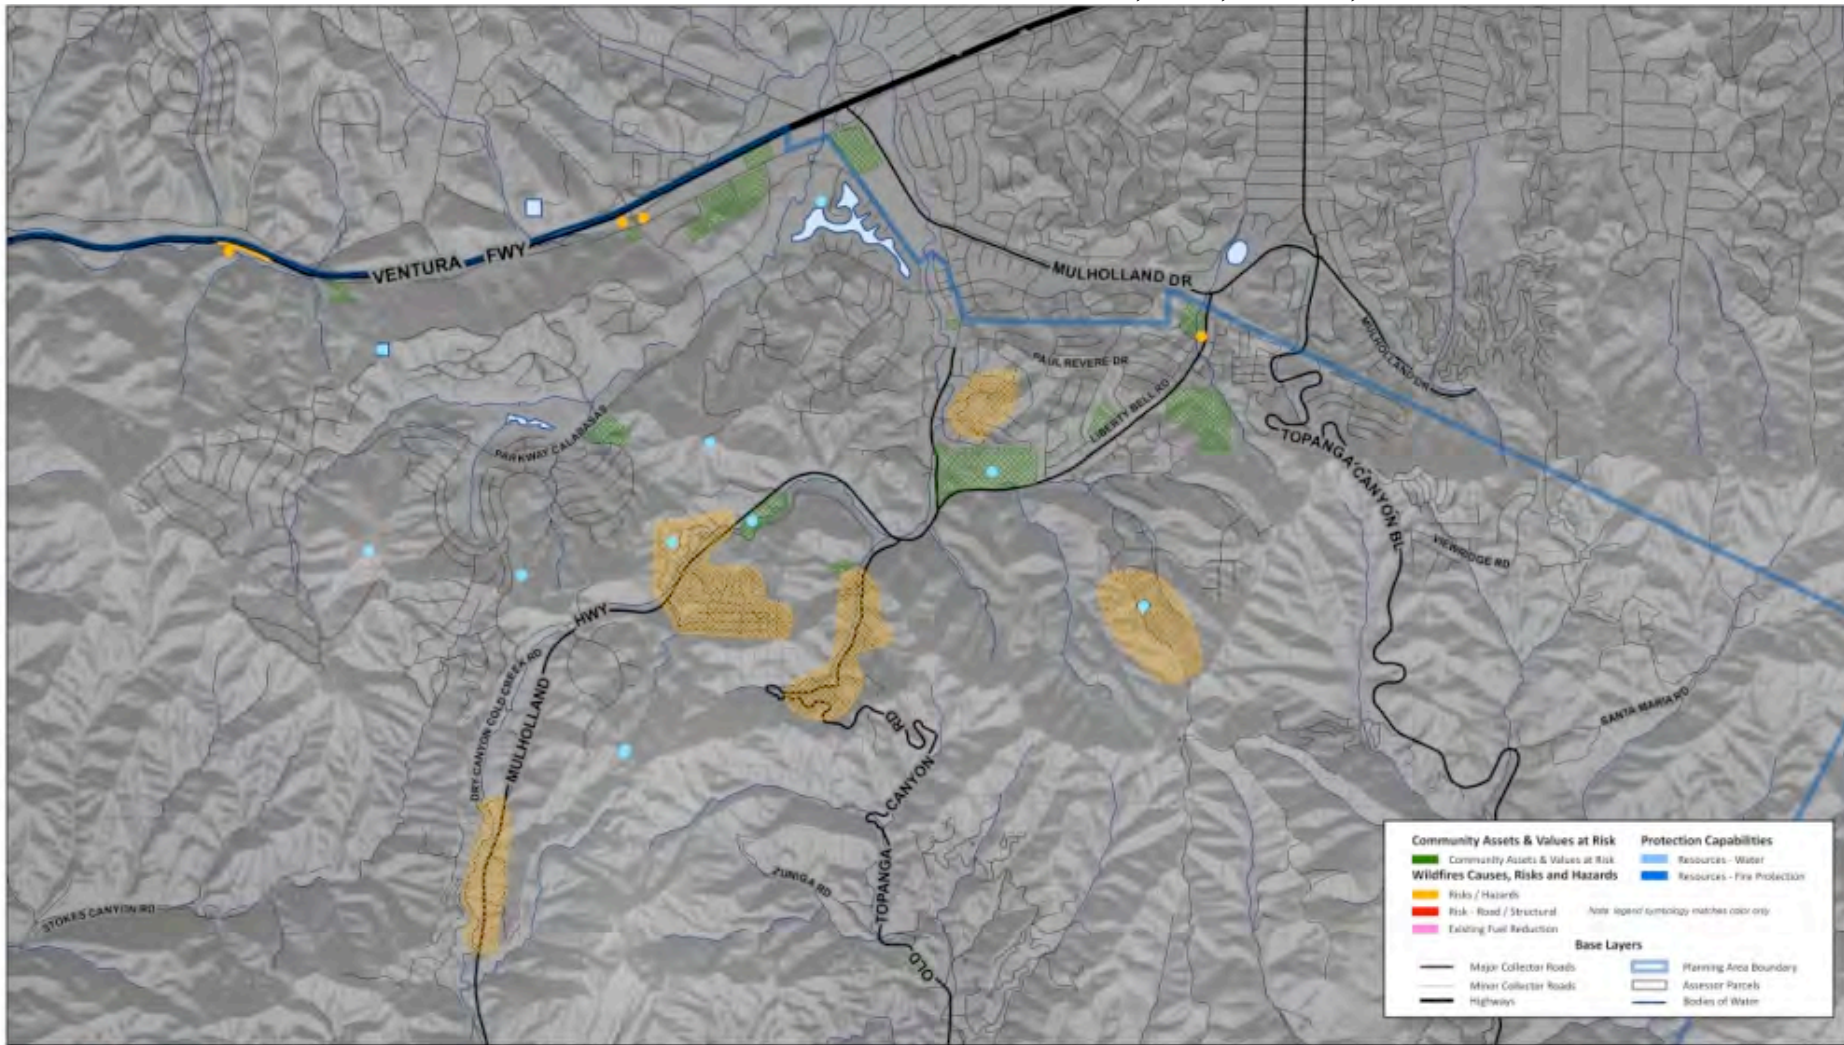 VENTURA FWY
MULHOLLAND DR
MULHOLLAND DR
PAUL REVERE DR
LIBERTY BELL RD
PARKWAY CALABASAS
TOPANGA CANYON BL
VIEWRIDGE RD
HWY
MULHOLLAND
DRY CANYON COLD CREEK RD
SANTA MARIA RD
RD
CANYON
TOPANGA
OLD
ZUNIGA RD
STOKES CANYON RD
Community Assets & Values at Risk
Community Assets & Values at Risk
Wildfires Causes, Risks and Hazards
Risks / Hazards
Risk - Road / Structural
Existing Fuel Reduction
Protection Capabilities
Resources - Water
Resources - Fire Protection
Note: legend symbology matches color only
Base Layers
Major Collector Roads
Minor Collector Roads
Highways
Planning Area Boundary
Assessor Parcels
Bodies of Water